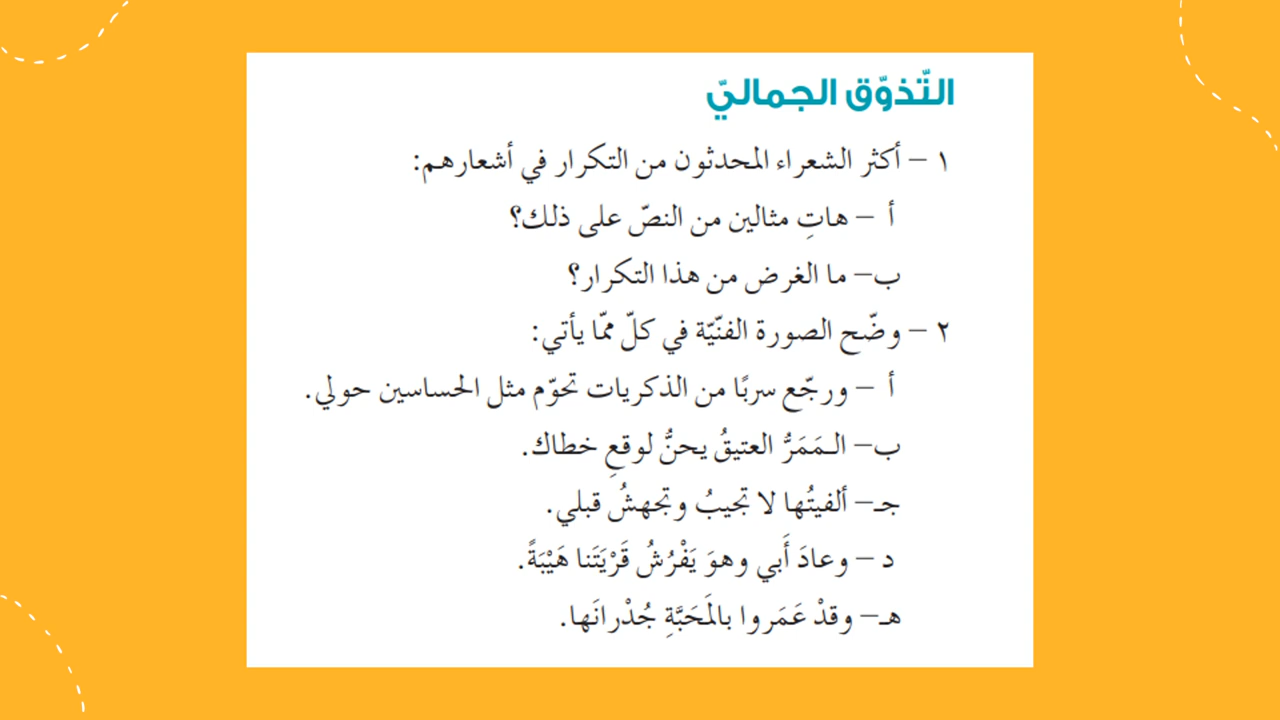 التّذوّق الجماليّ
١ – أكثر الشعراء المحدثون من التكرار في أشعارهم:
أ – هاتِ مثالين من النصّ على ذلك؟
ب– ما الغرض من هذا التكرار؟
٢ – وضّح الصورة الفنّيّة في كلّ ممّا يأتي:
أ – ورجّع سربًا من الذكريات تحوّم مثل الحساسين حولي.
ب– الـمَمَرُّ العتيقُ يحنُّ لوقعِ خطاك.
جـ– ألفيتُها لا تجيبُ وتجهشُ قبلي.
د – وعادَ أَبي وهوَ يَفْرُشُ قَرْيَتَنا هَيْبَةً.
هـ– وقدْ عَمَروا بالمَحَبَّةِ جُدْرانَها.